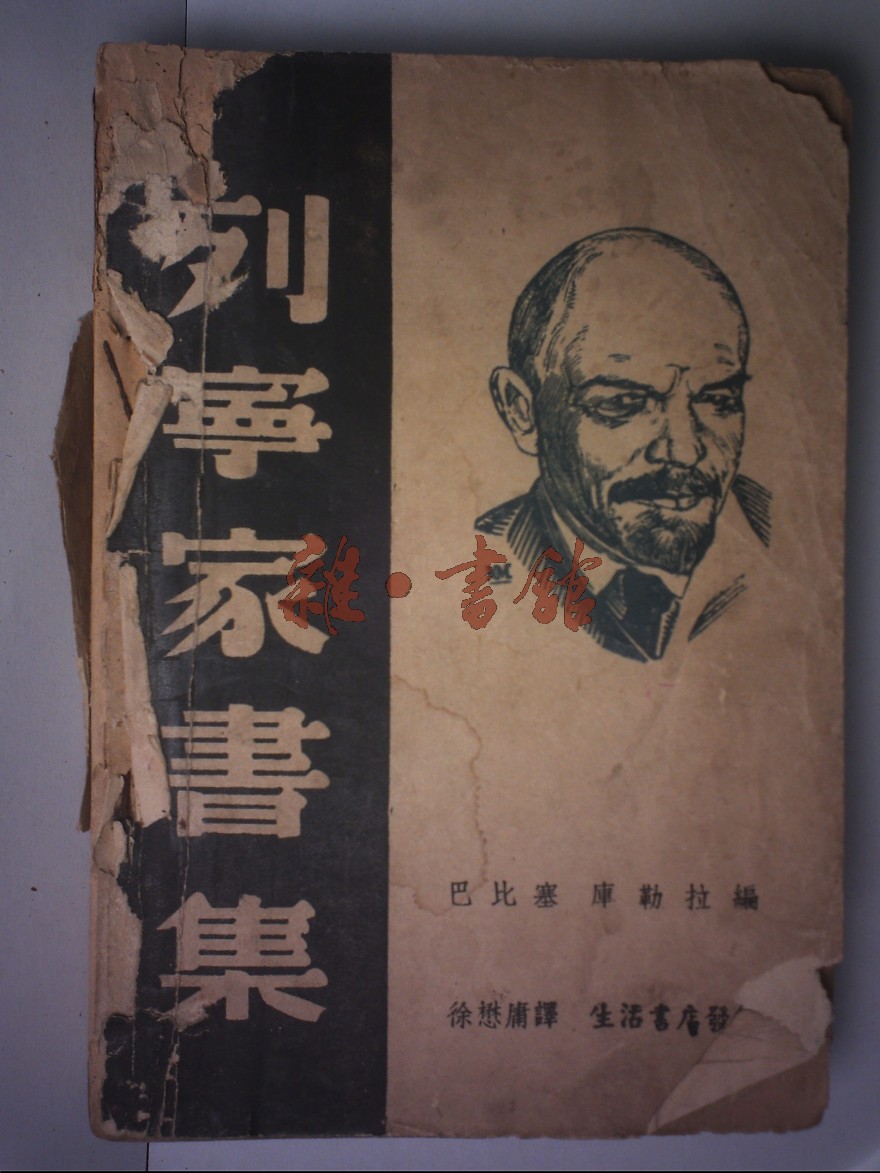 列寧家書集
雜·書館
巴比塞 庫勒拉編
徐懋庸譯 生活書店發